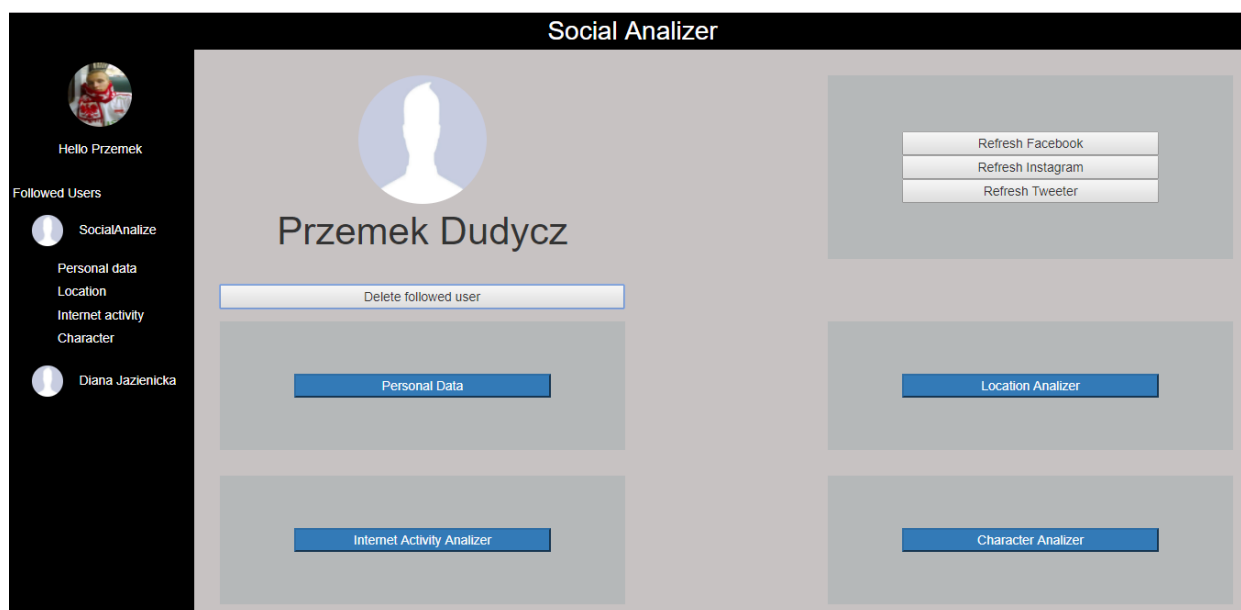 Social Analizer
Hello Przemek
Followed Users
SocialAnalize
Personal data
Location
Internet activity
Character
Diana Jazienicka
Przemek Dudycz
Delete followed user
Refresh Facebook
Refresh Instagram
Refresh Tweeter
Personal Data
Location Analizer
Internet Activity Analizer
Character Analizer